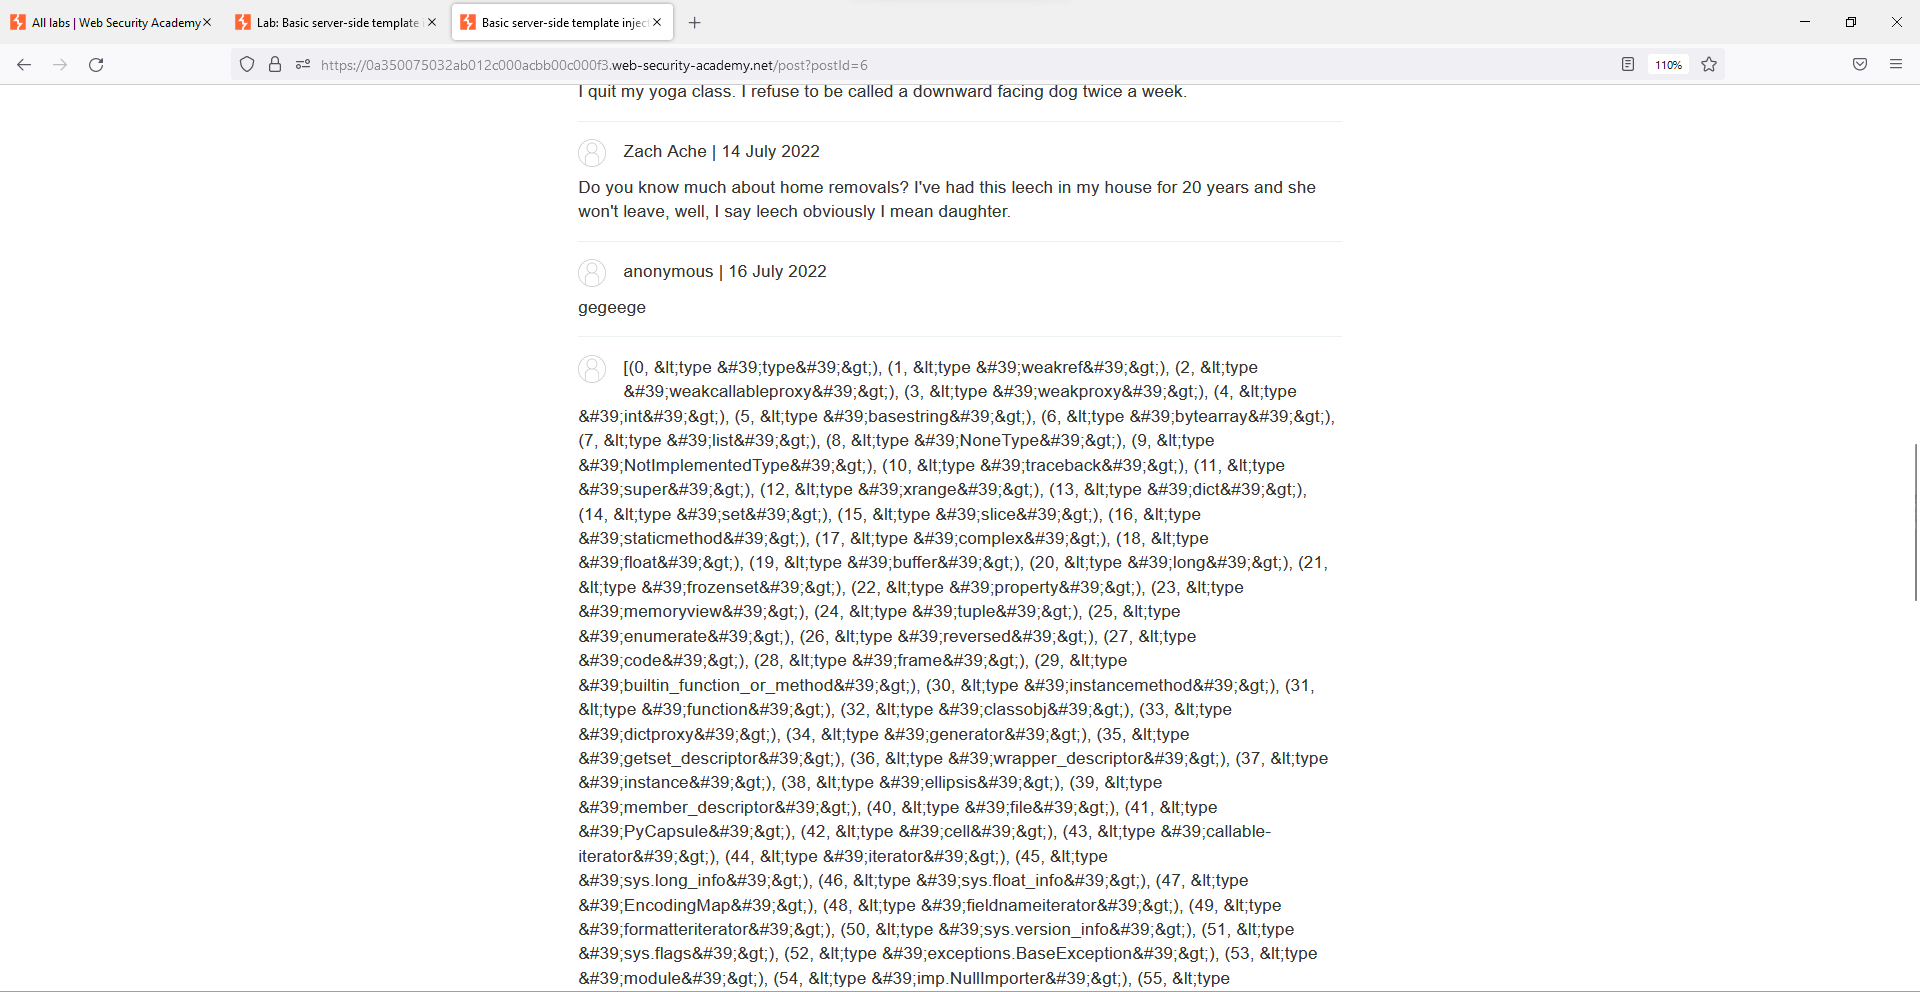 All labs | Web Security Academy
Lab: Basic server-side template i
Basic server-side template injec
https://0a350075032ab012c000acbb00c000f3.web-security-academy.net/post?postId=6
110%
I quit my yoga class. I refuse to be called a downward facing dog twice a week.
Zach Ache | 14 July 2022
Do you know much about home removals? I've had this leech in my house for 20 years and she
won't leave, well, I say leech obviously I mean daughter.
anonymous | 16 July 2022
gegeege
[(0, &lt;type &#39;type&#39;&gt;), (1, &lt;type &#39;weakref&#39;&gt;), (2, &lt;type
&#39;weakcallableproxy&#39;&gt;), (3, &lt;type &#39;weakproxy&#39;&gt;), (4, &lt;type
&#39;int&#39;&gt;), (5, &lt;type &#39;basestring&#39;&gt;), (6, &lt;type &#39;bytearray&#39;&gt;),
(7, &lt;type &#39;list&#39;&gt;), (8, &lt;type &#39;NoneType&#39;&gt;), (9, &lt;type
&#39;NotImplementedType&#39;&gt;), (10, &lt;type &#39;traceback&#39;&gt;), (11, &lt;type
&#39;super&#39;&gt;), (12, &lt;type &#39;xrange&#39;&gt;), (13, &lt;type &#39;dict&#39;&gt;),
(14, &lt;type &#39;set&#39;&gt;), (15, &lt;type &#39;slice&#39;&gt;), (16, &lt;type
&#39;staticmethod&#39;&gt;), (17, &lt;type &#39;complex&#39;&gt;), (18, &lt;type
&#39;float&#39;&gt;), (19, &lt;type &#39;buffer&#39;&gt;), (20, &lt;type &#39;long&#39;&gt;), (21,
&lt;type &#39;frozenset&#39;&gt;), (22, &lt;type &#39;property&#39;&gt;), (23, &lt;type
&#39;memoryview&#39;&gt;), (24, &lt;type &#39;tuple&#39;&gt;), (25, &lt;type
&#39;enumerate&#39;&gt;), (26, &lt;type &#39;reversed&#39;&gt;), (27, &lt;type
&#39;code&#39;&gt;), (28, &lt;type &#39;frame&#39;&gt;), (29, &lt;type
&#39;builtin_function_or_method&#39;&gt;), (30, &lt;type &#39;instancemethod&#39;&gt;), (31,
&lt;type &#39;function&#39;&gt;), (32, &lt;type &#39;classobj&#39;&gt;), (33, &lt;type
&#39;dictproxy&#39;&gt;), (34, &lt;type &#39;generator&#39;&gt;), (35, &lt;type
&#39;getset_descriptor&#39;&gt;), (36, &lt;type &#39;wrapper_descriptor&#39;&gt;), (37, &lt;type
&#39;instance&#39;&gt;), (38, &lt;type &#39;ellipsis&#39;&gt;), (39, &lt;type
&#39;member_descriptor&#39;&gt;), (40, &lt;type &#39;file&#39;&gt;), (41, &lt;type
&#39;PyCapsule&#39;&gt;), (42, &lt;type &#39;cell&#39;&gt;), (43, &lt;type &#39;callable-
iterator&#39;&gt;), (44, &lt;type &#39;iterator&#39;&gt;), (45, &lt;type
&#39;sys.long_info&#39;&gt;), (46, &lt;type &#39;sys.float_info&#39;&gt;), (47, &lt;type
&#39;EncodingMap&#39;&gt;), (48, &lt;type &#39;fieldnameiterator&#39;&gt;), (49, &lt;type
&#39;formatteriterator&#39;&gt;), (50, &lt;type &#39;sys.version_info&#39;&gt;), (51, &lt;type
&#39;sys.flags&#39;&gt;), (52, &lt;type &#39;exceptions.BaseException&#39;&gt;), (53, &lt;type
&#39;module&#39;&gt;), (54, &lt;type &#39;imp.NullImporter&#39;&gt;), (55, &lt;type